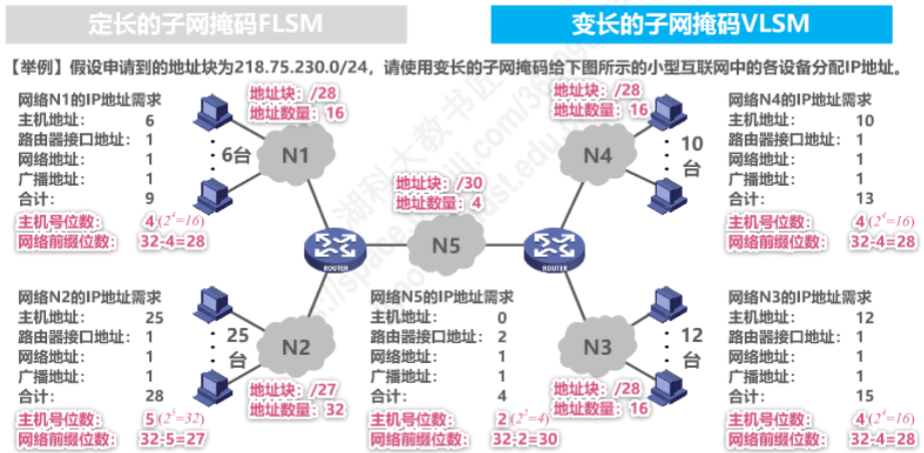 定长的子网掩码FLSM
变长的子网掩码VLSM
【举例】假设申请到的地址块为218.75.230.0/24，请使用变长的子网掩码给下图所示的小型互联网中的各设备分配IP地址。
网络N1的IP地址需求
主机地址： 6
路由器接口地址： 1
网络地址： 1
广播地址： 1
合计： 9
主机号位数： 4(2⁴=16)
网络前缀位数： 32-4=28
6台
地址块：/28
地址数量：16
N1
地址块：/28
地址数量：16
N4
10
台
网络N4的IP地址需求
主机地址： 10
路由器接口地址： 1
网络地址： 1
广播地址： 1
合计： 13
主机号位数： 4(2⁴=16)
网络前缀位数： 32-4=28
地址块：/30
地址数量：4
N5
ROUTER
ROUTER
网络N2的IP地址需求
主机地址： 25
路由器接口地址： 1
网络地址： 1
广播地址： 1
合计： 28
主机号位数： 5(2⁵=32)
网络前缀位数： 32-5=27
25
台
N2
地址块：/27
地址数量：32
网络N5的IP地址需求
主机地址： 0
路由器接口地址： 2
网络地址： 1
广播地址： 1
合计： 4
主机号位数： 2(2²=4)
网络前缀位数： 32-2=30
N3
地址块：/28
地址数量：16
12
台
网络N3的IP地址需求
主机地址： 12
路由器接口地址： 1
网络地址： 1
广播地址： 1
合计： 15
主机号位数： 4(2⁴=16)
网络前缀位数： 32-4=28